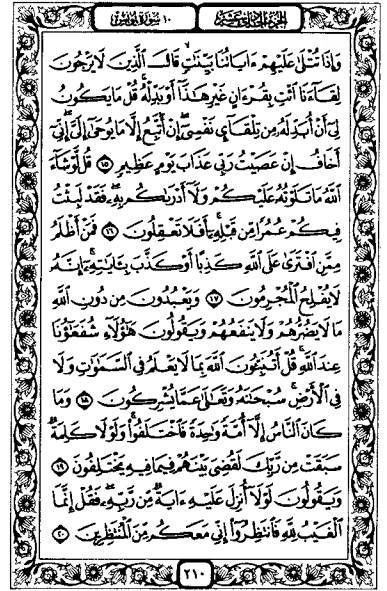 الجزء الحادي عشر
١٠ سورة يونس
وَإِذَا تُتْلَىٰ عَلَيْهِمْ ءَايَاتُنَا بَيِّنَٰتٍ قَالَ ٱلَّذِينَ لَا يَرْجُونَ
لِقَآءَنَا ٱئْتِ بِقُرْءَانٍ غَيْرِ هَٰذَآ أَوْ بَدِّلْهُ ۚ قُلْ مَا يَكُونُ
لِىٓ أَنْ أُبَدِّلَهُۥ مِن تِلْقَآئِ نَفْسِىٓ ۖ إِنْ أَتَّبِعُ إِلَّا مَا يُوحَىٰٓ إِلَىَّ ۖ إِنِّىٓ
أَخَافُ إِنْ عَصَيْتُ رَبِّى عَذَابَ يَوْمٍ عَظِيمٍ ١٥ قُل لَّوْ شَآءَ
ٱللَّهُ مَا تَلَوْتُهُۥ عَلَيْكُمْ وَلَآ أَدْرَىٰكُم بِهِۦ ۖ فَقَدْ لَبِثْتُ
فِيكُمْ عُمُرًا مِّن قَبْلِهِۦٓ ۚ أَفَلَا تَعْقِلُونَ ١٦ فَمَنْ أَظْلَمُ
مِمَّنِ ٱفْتَرَىٰ عَلَى ٱللَّهِ كَذِبًا أَوْ كَذَّبَ بِـَٔايَٰتِهِۦٓ ۚ إِنَّهُۥ
لَا يُفْلِحُ ٱلْمُجْرِمُونَ ١٧ وَيَعْبُدُونَ مِن دُونِ ٱللَّهِ
مَا لَا يَضُرُّهُمْ وَلَا يَنفَعُهُمْ وَيَقُولُونَ هَٰٓؤُلَآءِ شُفَعَٰٓؤُنَا
عِندَ ٱللَّهِ ۚ قُلْ أَتُنَبِّـُٔونَ ٱللَّهَ بِمَا لَا يَعْلَمُ فِى ٱلسَّمَٰوَٰتِ وَلَا
فِى ٱلْأَرْضِ ۚ سُبْحَٰنَهُۥ وَتَعَٰلَىٰ عَمَّا يُشْرِكُونَ ١٨ وَمَا
كَانَ ٱلنَّاسُ إِلَّآ أُمَّةً وَٰحِدَةً فَٱخْتَلَفُوا۟ ۚ وَلَوْلَا كَلِمَةٌ
سَبَقَتْ مِن رَّبِّكَ لَقُضِىَ بَيْنَهُمْ فِيمَا فِيهِ يَخْتَلِفُونَ ١٩
وَيَقُولُونَ لَوْلَآ أُنزِلَ عَلَيْهِ ءَايَةٌ مِّن رَّبِّهِۦ ۖ فَقُلْ إِنَّمَا
ٱلْغَيْبُ لِلَّهِ فَٱنتَظِرُوٓا۟ إِنِّى مَعَكُم مِّنَ ٱلْمُنتَظِرِينَ ٢٠
٢١٠